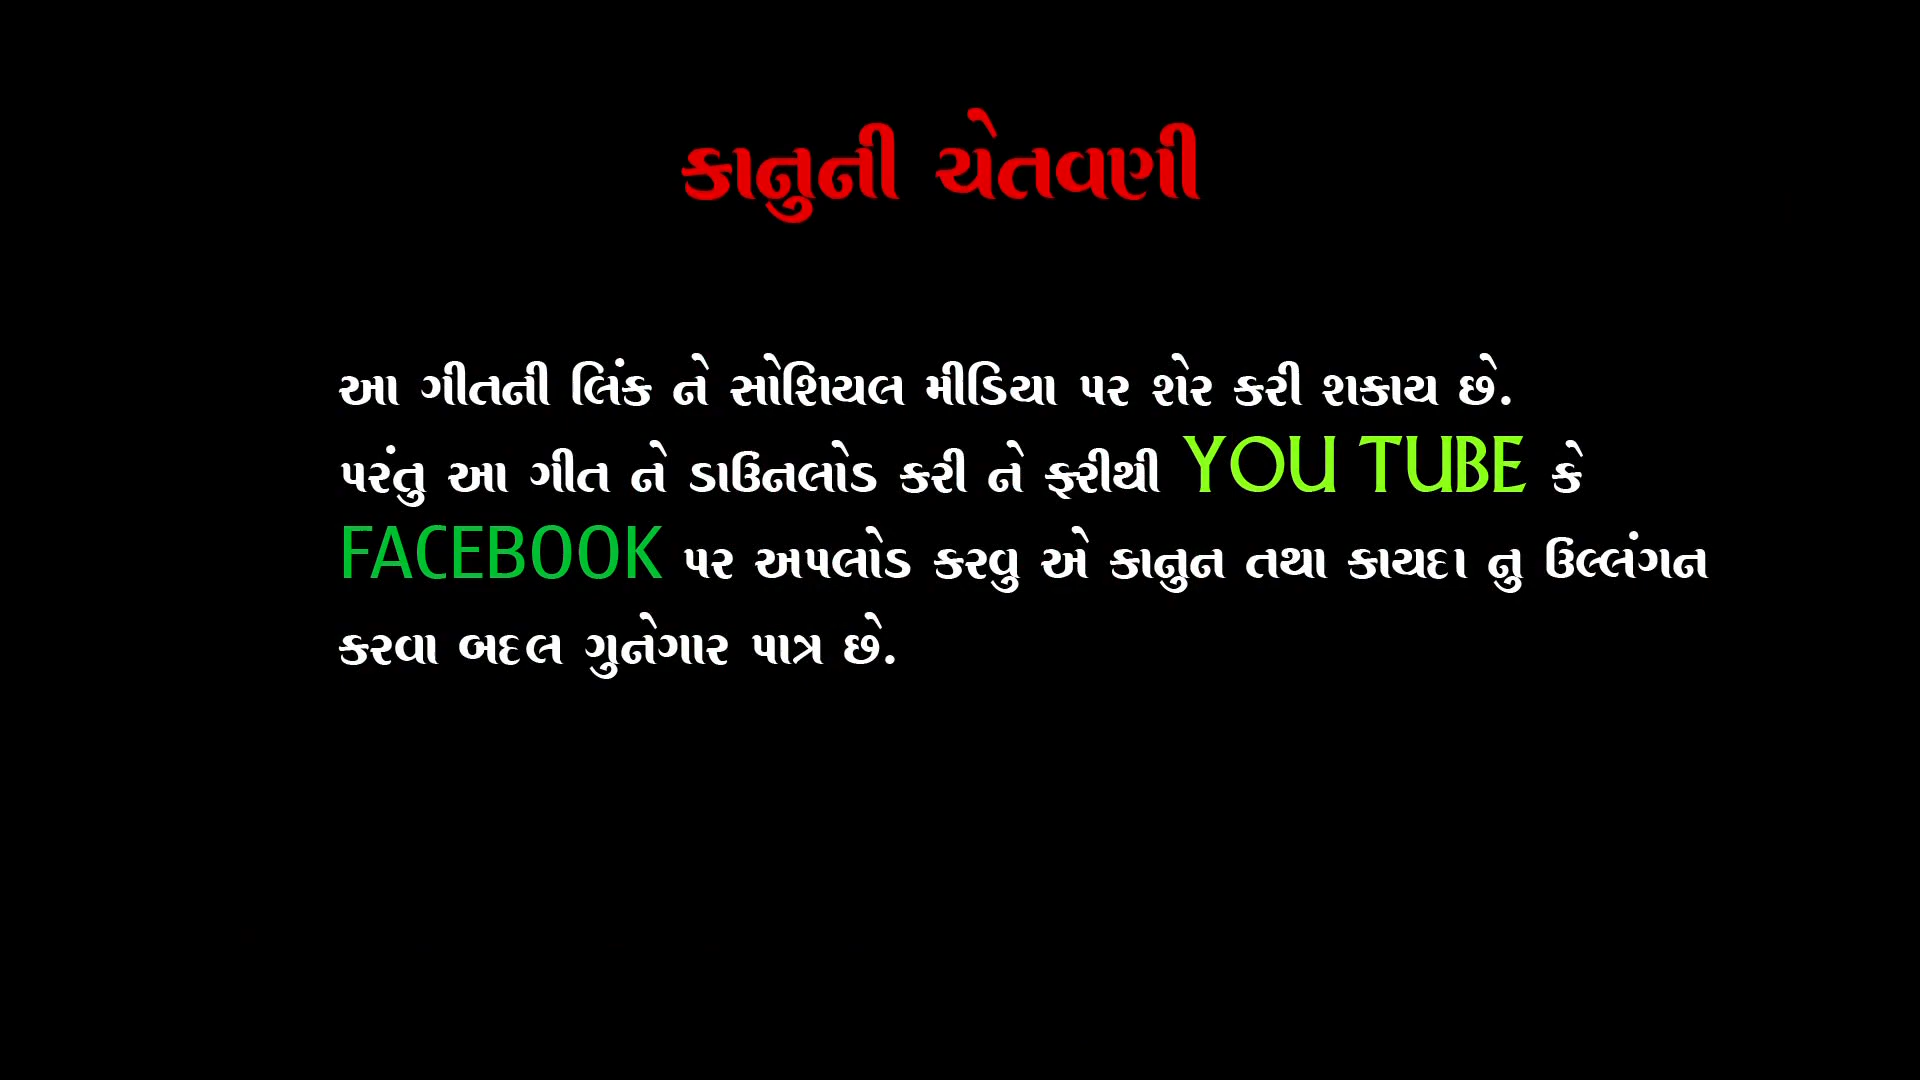 કાનુની ચેતવણી
આ ગીતની લિંક ને સોશિયલ મીડિયા પર શેર કરી શકાય છે.
પરંતુ આ ગીત ને ડાઉનલોડ કરી ને ફરીથી YOU TUBE કે
FACEBOOK પર અપલોડ કરવુ એ કાનુન તથા કાયદા નુ ઉલ્લંગન
કરવા બદલ ગુનેગાર પાત્ર છે.